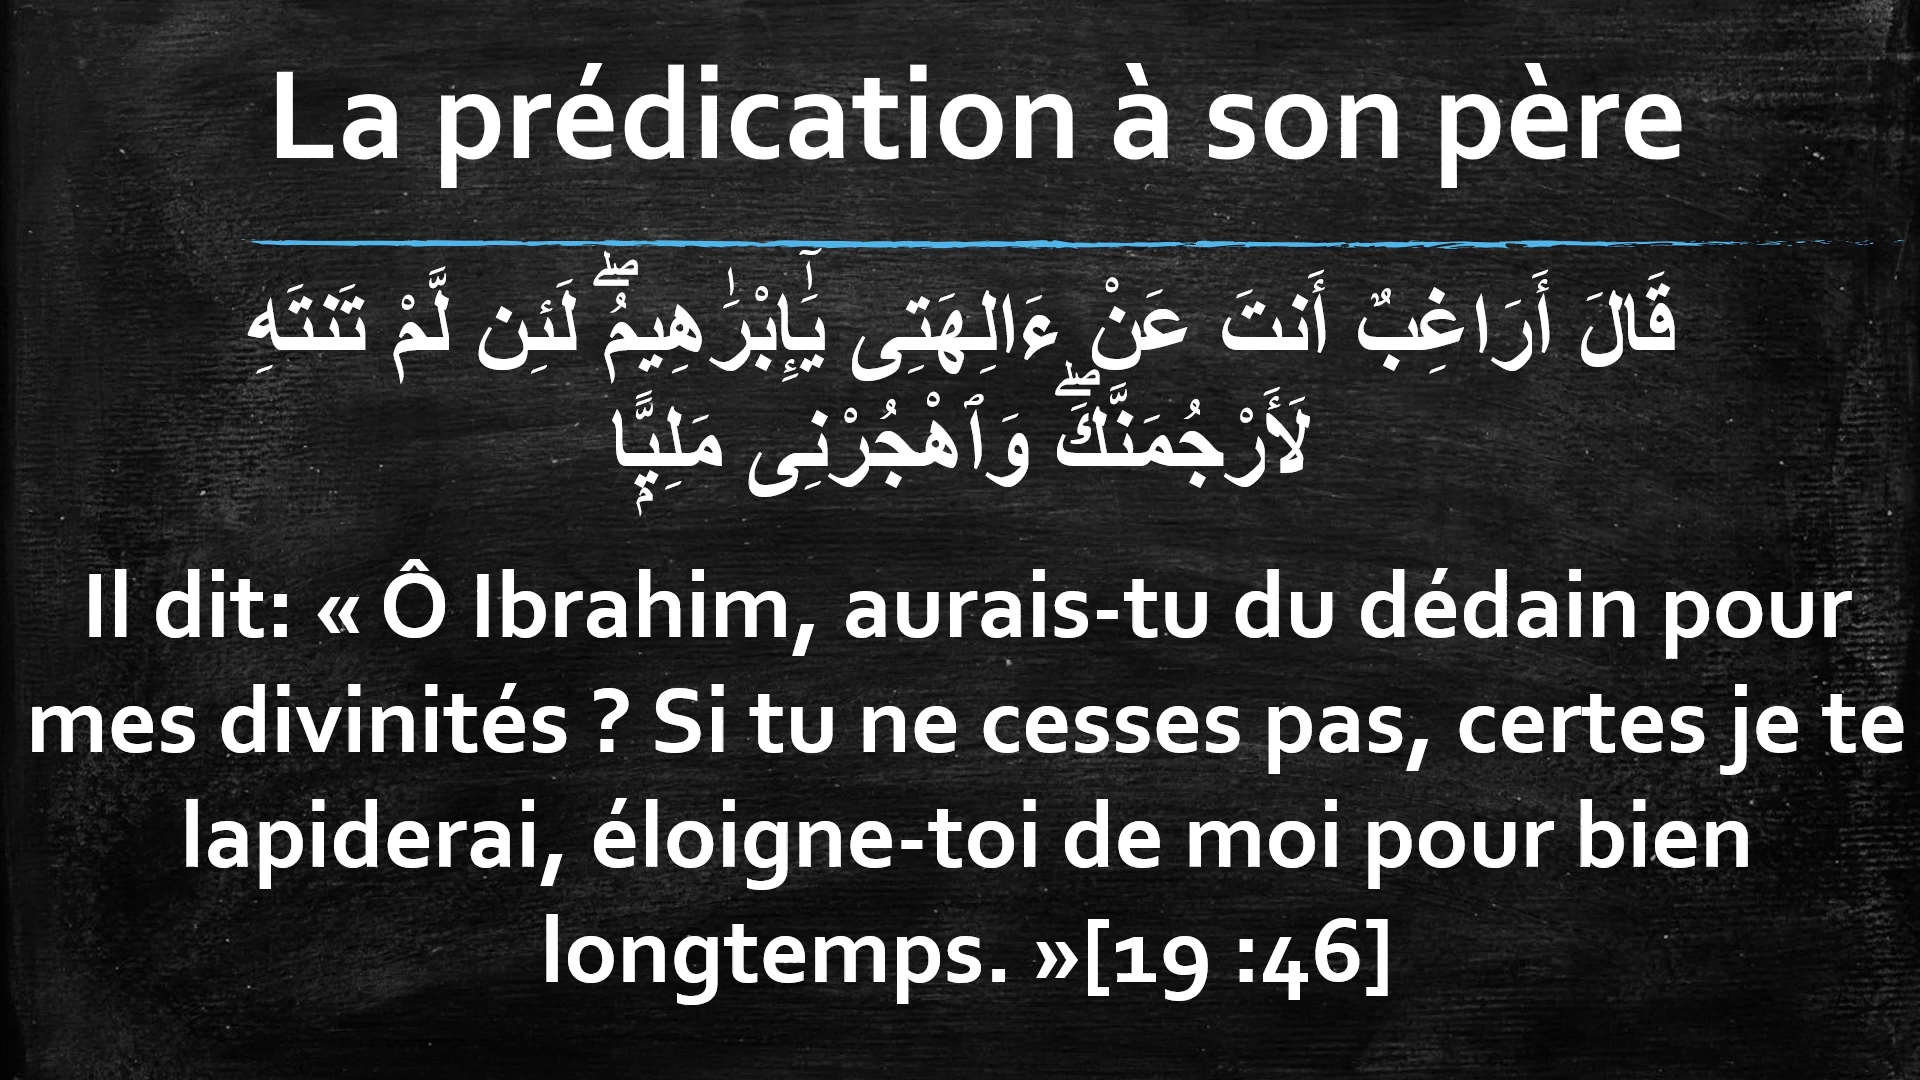 La prédication à son père
قَالَ أَرَاغِبٌ أَنتَ عَنْ ءَالِهَتِى يَٰٓإِبْرَٰهِيمُ ۖ لَئِن لَّمْ تَنتَهِ
لَأَرْجُمَنَّكَ ۖ وَٱهْجُرْنِى مَلِيًّۭا
Il dit: « Ô Ibrahim, aurais-tu du dédain pour
mes divinités ? Si tu ne cesses pas, certes je te
lapiderai, éloigne-toi de moi pour bien
longtemps. »[19 :46]